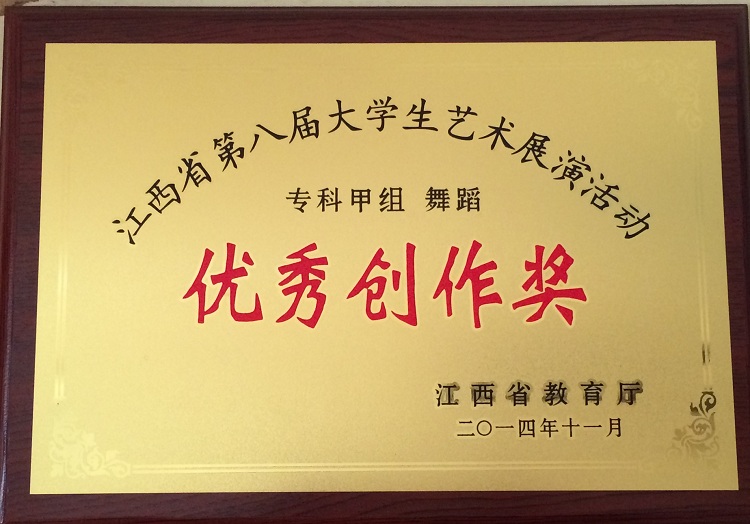 江西省第八届大学生艺术展演活动
专科甲组 舞蹈
优秀创作奖
江西省教育厅
二〇一四年十一月